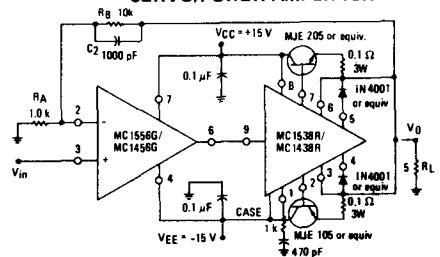 RB 10k
C2 1000 pF
VCC = +15 V
MJE 205 or equiv.
0.1 Ω
3W
0.1 μF
8
7
6
1N4001
or equiv
5
RA
1.0 k
2
-
7
MC1556G/
MC1456G
6
9
MC1538R/
MC1438R
VO
3
+
Vin
4
4
1N4001
or equiv
5
RL
0.1 μF
CASE
1
2
3
0.1 Ω
3W
1 k
MJE 105 or equiv
VEE = -15 V
470 pF